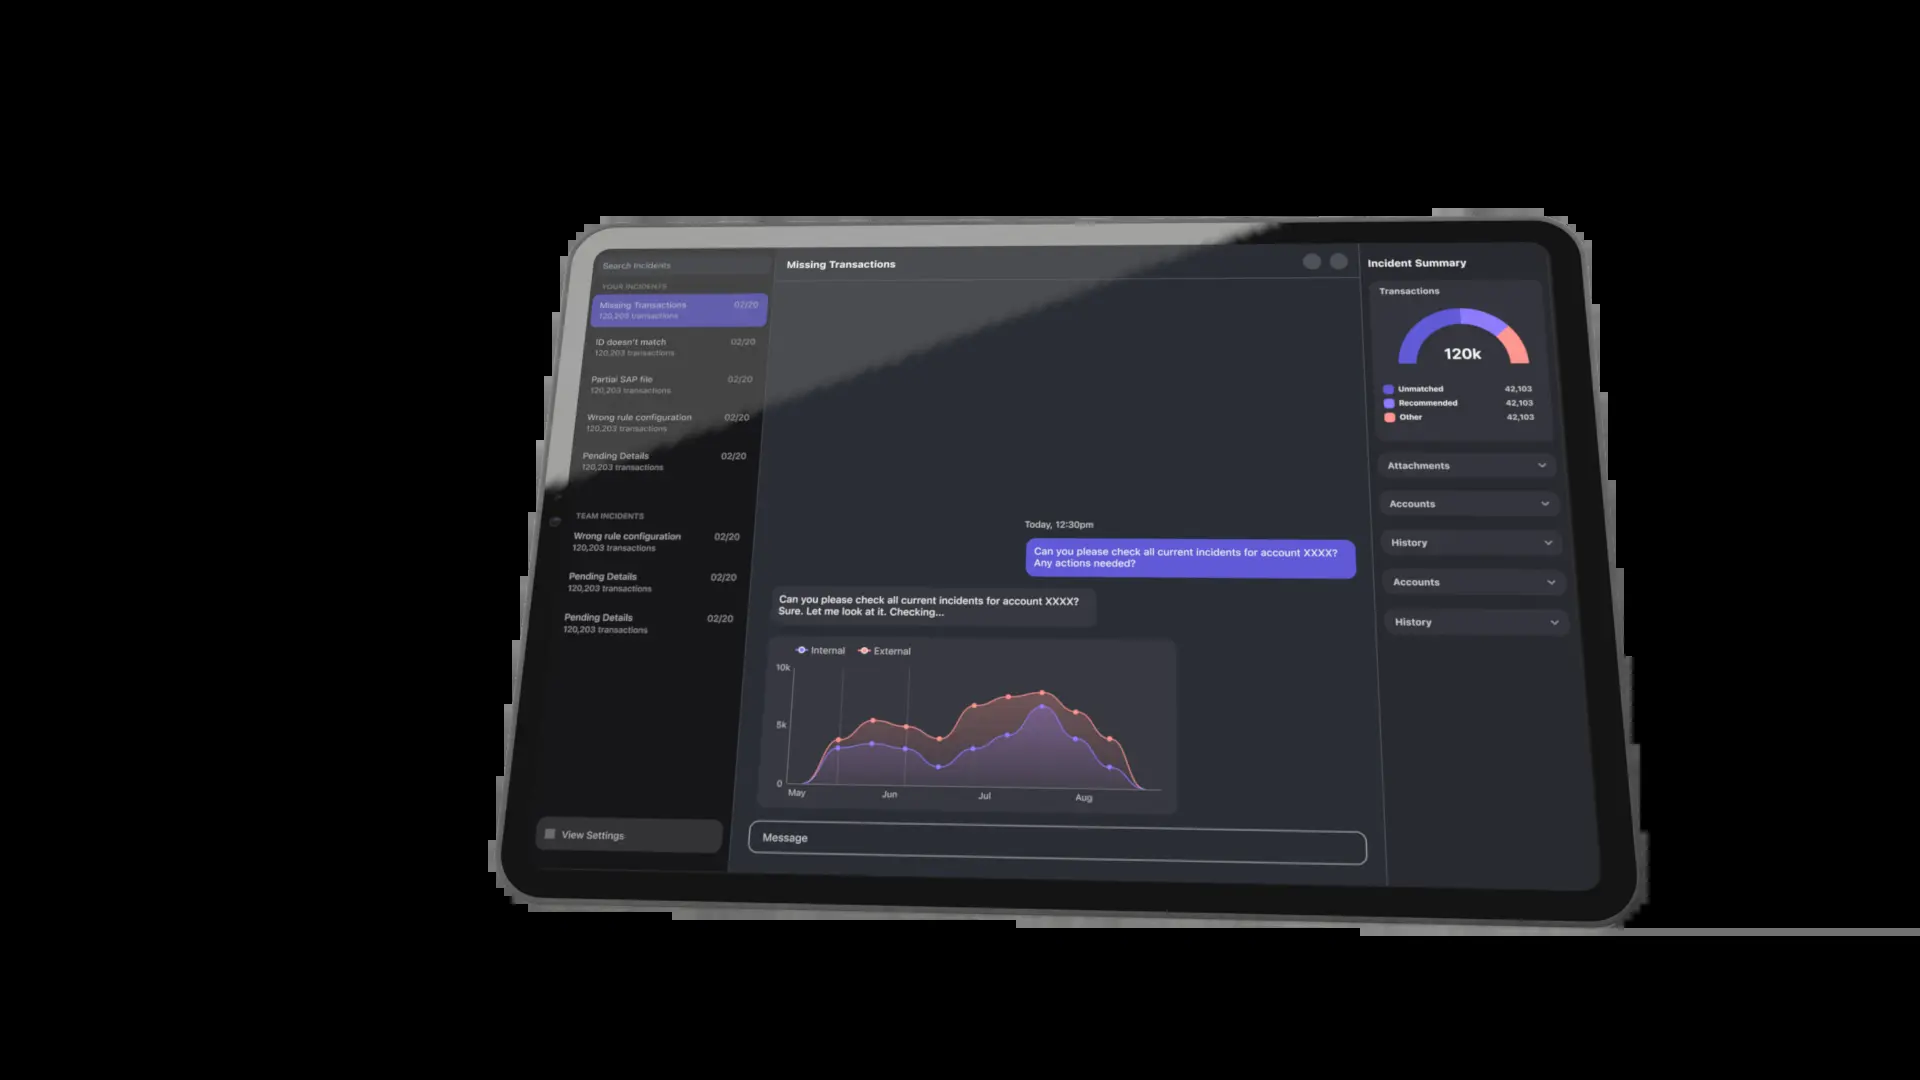 Search Incidents
YOUR INCIDENTS
Missing Transactions 02/20
120,203 transactions
ID doesn't match 02/20
120,203 transactions
Partial SAP file 02/20
120,203 transactions
Wrong rule configuration 02/20
120,203 transactions
Pending Details 02/20
120,203 transactions
TEAM INCIDENTS
Wrong rule configuration 02/20
120,203 transactions
Pending Details 02/20
120,203 transactions
Pending Details 02/20
120,203 transactions
View Settings
Missing Transactions
Today, 12:30pm
Can you please check all current incidents for account XXXX?
Any actions needed?
Can you please check all current incidents for account XXXX?
Sure. Let me look at it. Checking...
Internal External
10k
5k
0
May Jun Jul Aug
Message
Incident Summary
Transactions
120k
Unmatched 42,103
Recommended 42,103
Other 42,103
Attachments
Accounts
History
Accounts
History